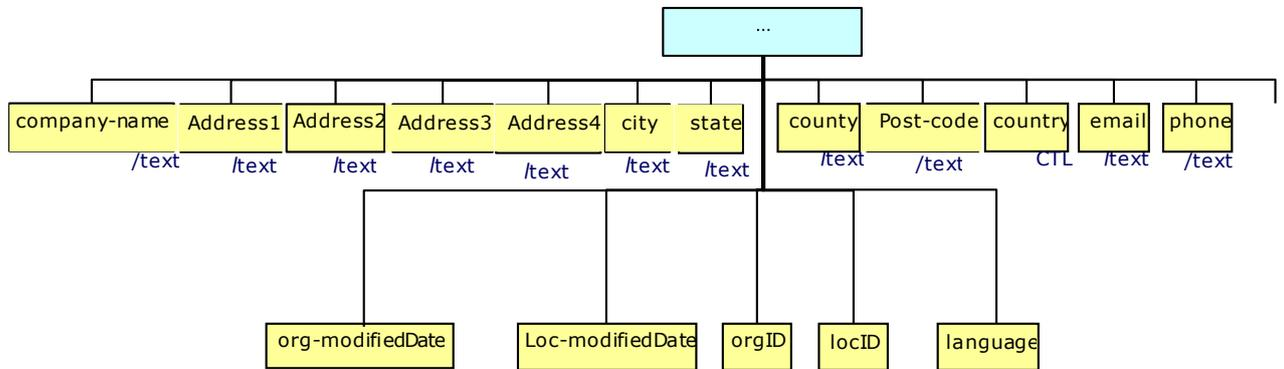 ...
company-name Address1 Address2 Address3 Address4 city state county Post-code country email phone
/text /text /text /text /text /text /text /text /text CTL /text /text
org-modifiedDate Loc-modifiedDate orgID locID language